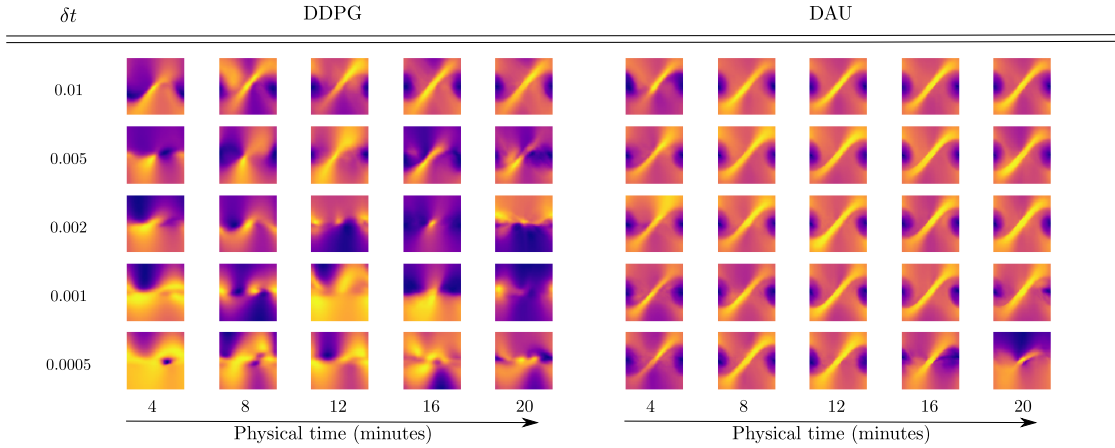 δt DDPG DAU
0.01
0.005
0.002
0.001
0.0005
4 8 12 16 20 4 8 12 16 20
Physical time (minutes) Physical time (minutes)